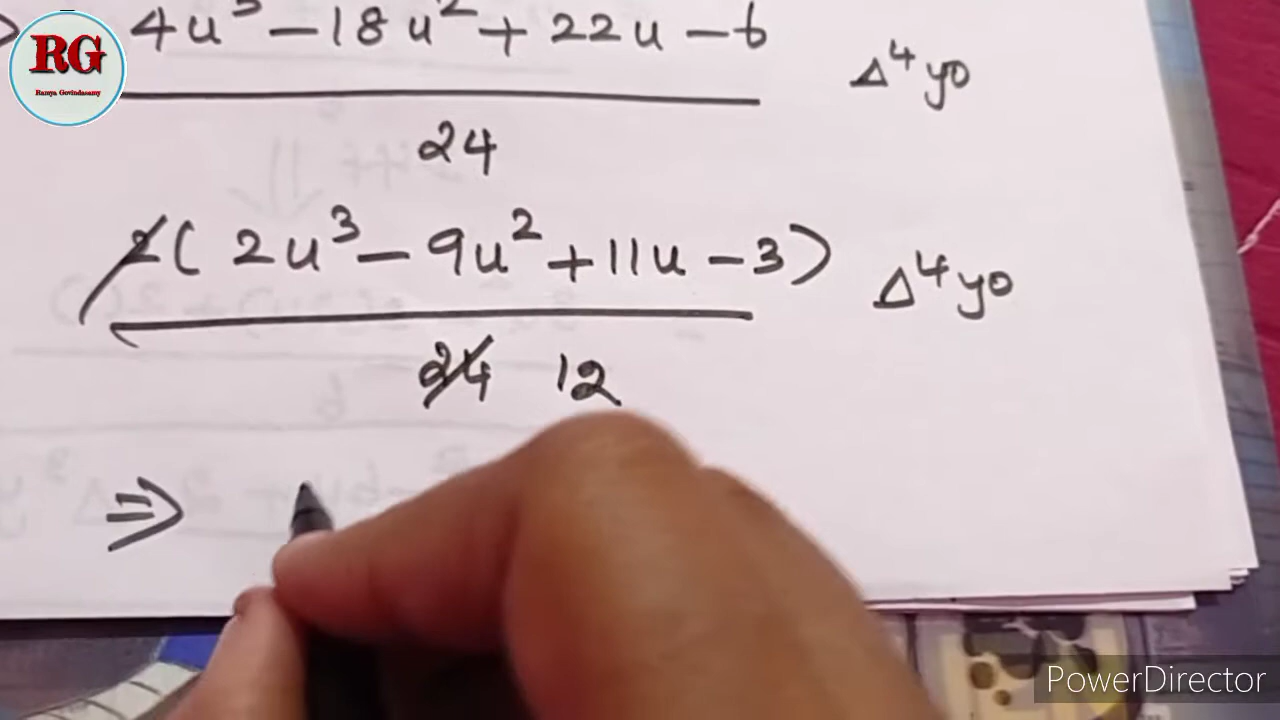 4u³ – 18u² + 22u – 6 Δ⁴y0
24
RG
Ramya Govindasamy
2( 2u³ – 9u² + 11u – 3) Δ⁴y0
24 12
⇒
PowerDirector